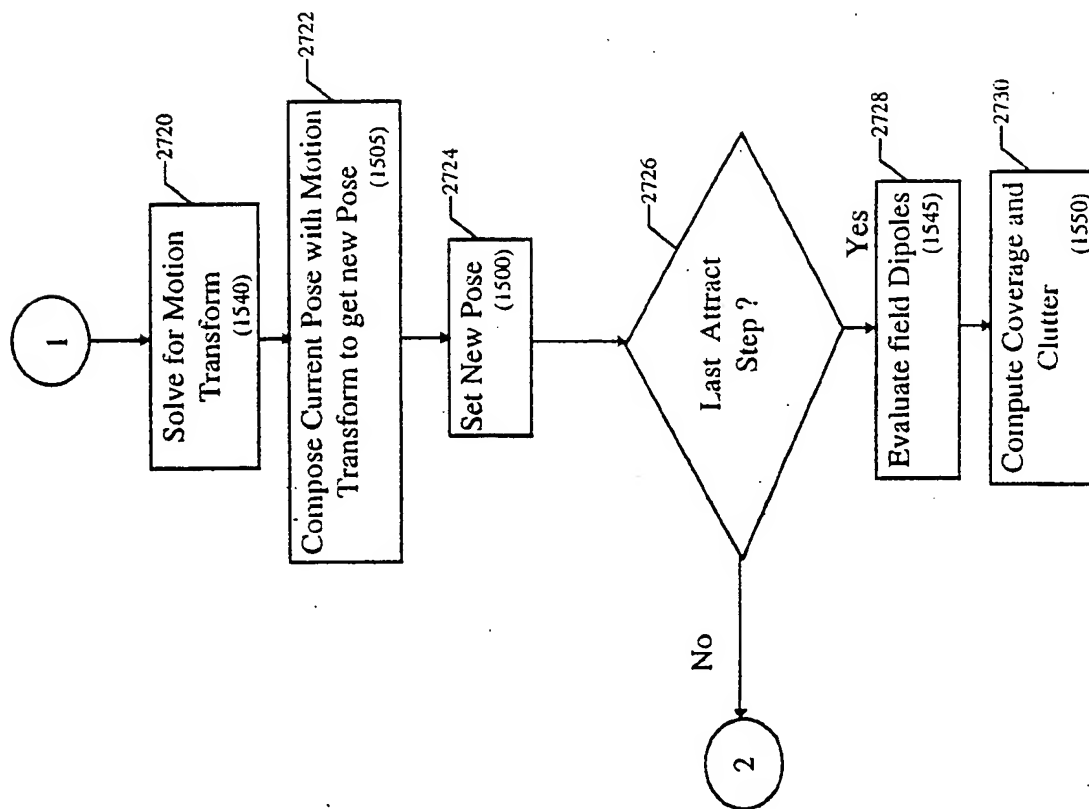 1
2720
Solve for Motion
Transform
(1540)
2722
Compose Current Pose with Motion
Transform to get new Pose
(1505)
2724
Set New Pose
(1500)
2726
Last Attract
Step ?
No
2
Yes
2728
Evaluate field Dipoles
(1545)
2730
Compute Coverage and
Clutter
(1550)